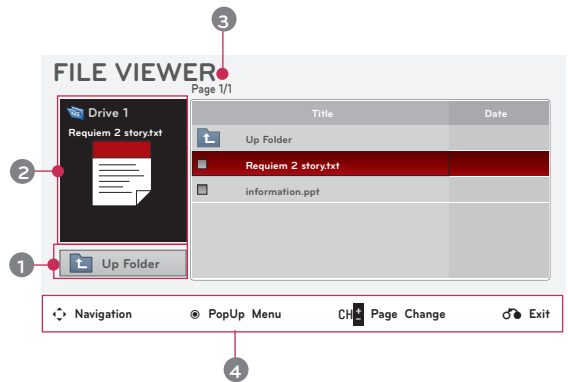 3
FILE VIEWER
Page 1/1
Drive 1
Requiem 2 story.txt
Title Date
Up Folder
Requiem 2 story.txt
information.ppt
2
1
Up Folder
Navigation PopUp Menu CH + - Page Change Exit
4